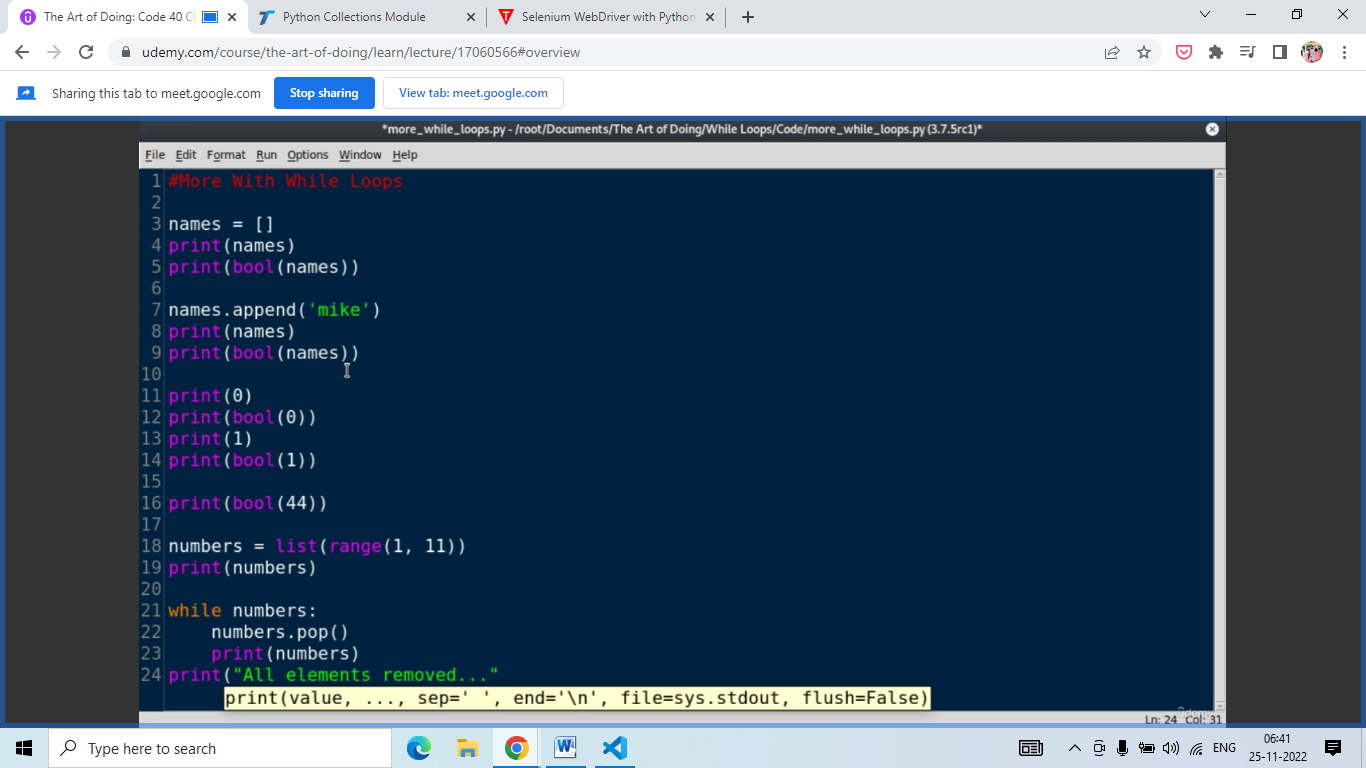 The Art of Doing: Code 40 C
Python Collections Module
Selenium WebDriver with Python
udemy.com/course/the-art-of-doing/learn/lecture/17060566#overview
Sharing this tab to meet.google.com
Stop sharing
View tab: meet.google.com
*more_while_loops.py - /root/Documents/The Art of Doing/While Loops/Code/more_while_loops.py (3.7.5rc1)*
File Edit Format Run Options Window Help
1 #More With While Loops
2
3 names = []
4 print(names)
5 print(bool(names))
6
7 names.append('mike')
8 print(names)
9 print(bool(names))
10
11 print(0)
12 print(bool(0))
13 print(1)
14 print(bool(1))
15
16 print(bool(44))
17
18 numbers = list(range(1, 11))
19 print(numbers)
20
21 while numbers:
22     numbers.pop()
23     print(numbers)
24 print("All elements removed..."
print(value, ..., sep=' ', end='\n', file=sys.stdout, flush=False)
Udemy
Ln: 24 Col: 31
Type here to search
ENG
06:41
25-11-2022